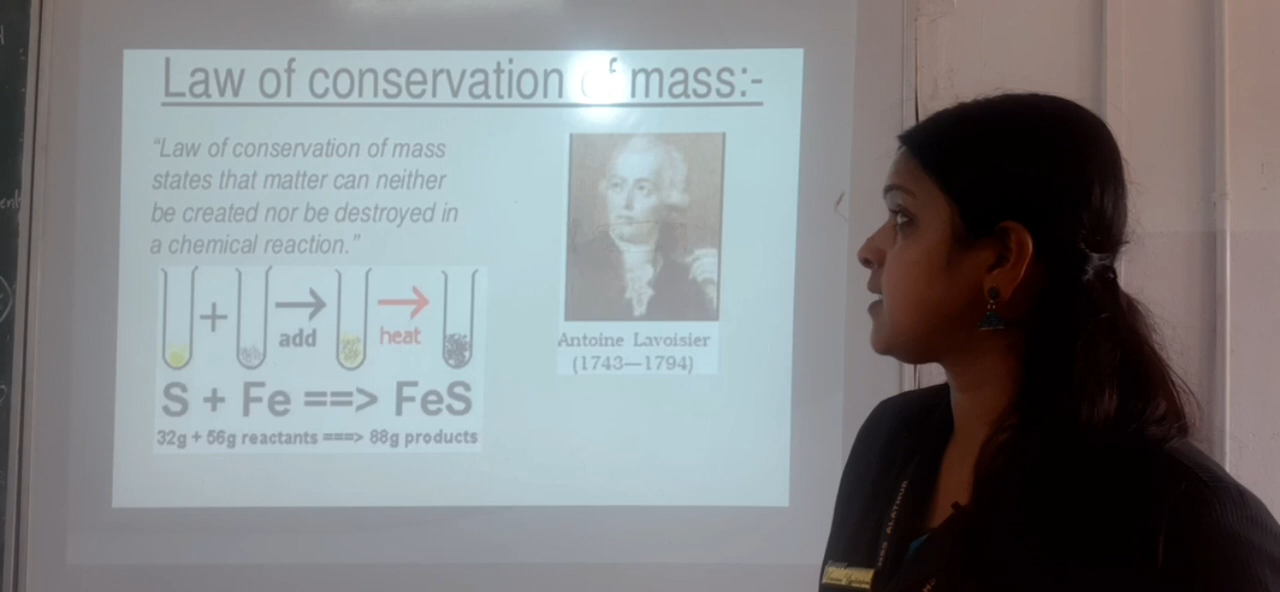 Law of conservation of mass:-
“Law of conservation of mass
states that matter can neither
be created nor be destroyed in
a chemical reaction.”
+
add
heat
S + Fe ==> FeS
32g + 56g reactants ===> 88g products
Antoine Lavoisier
(1743—1794)
ALATHUR